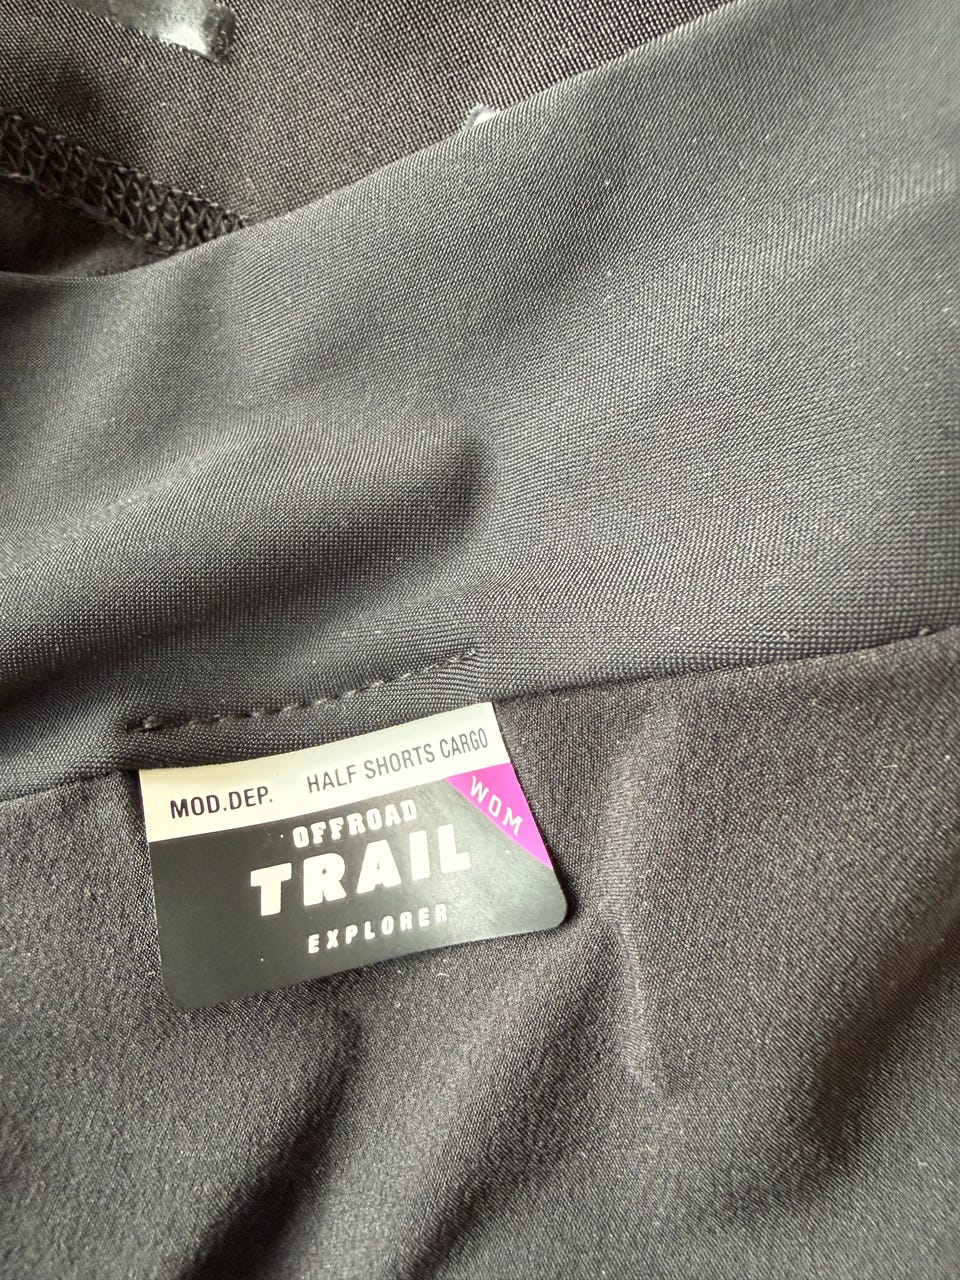 MOD.DEP. HALF SHORTS CARGO
WOM
OFFROAD
TRAIL
EXPLORER